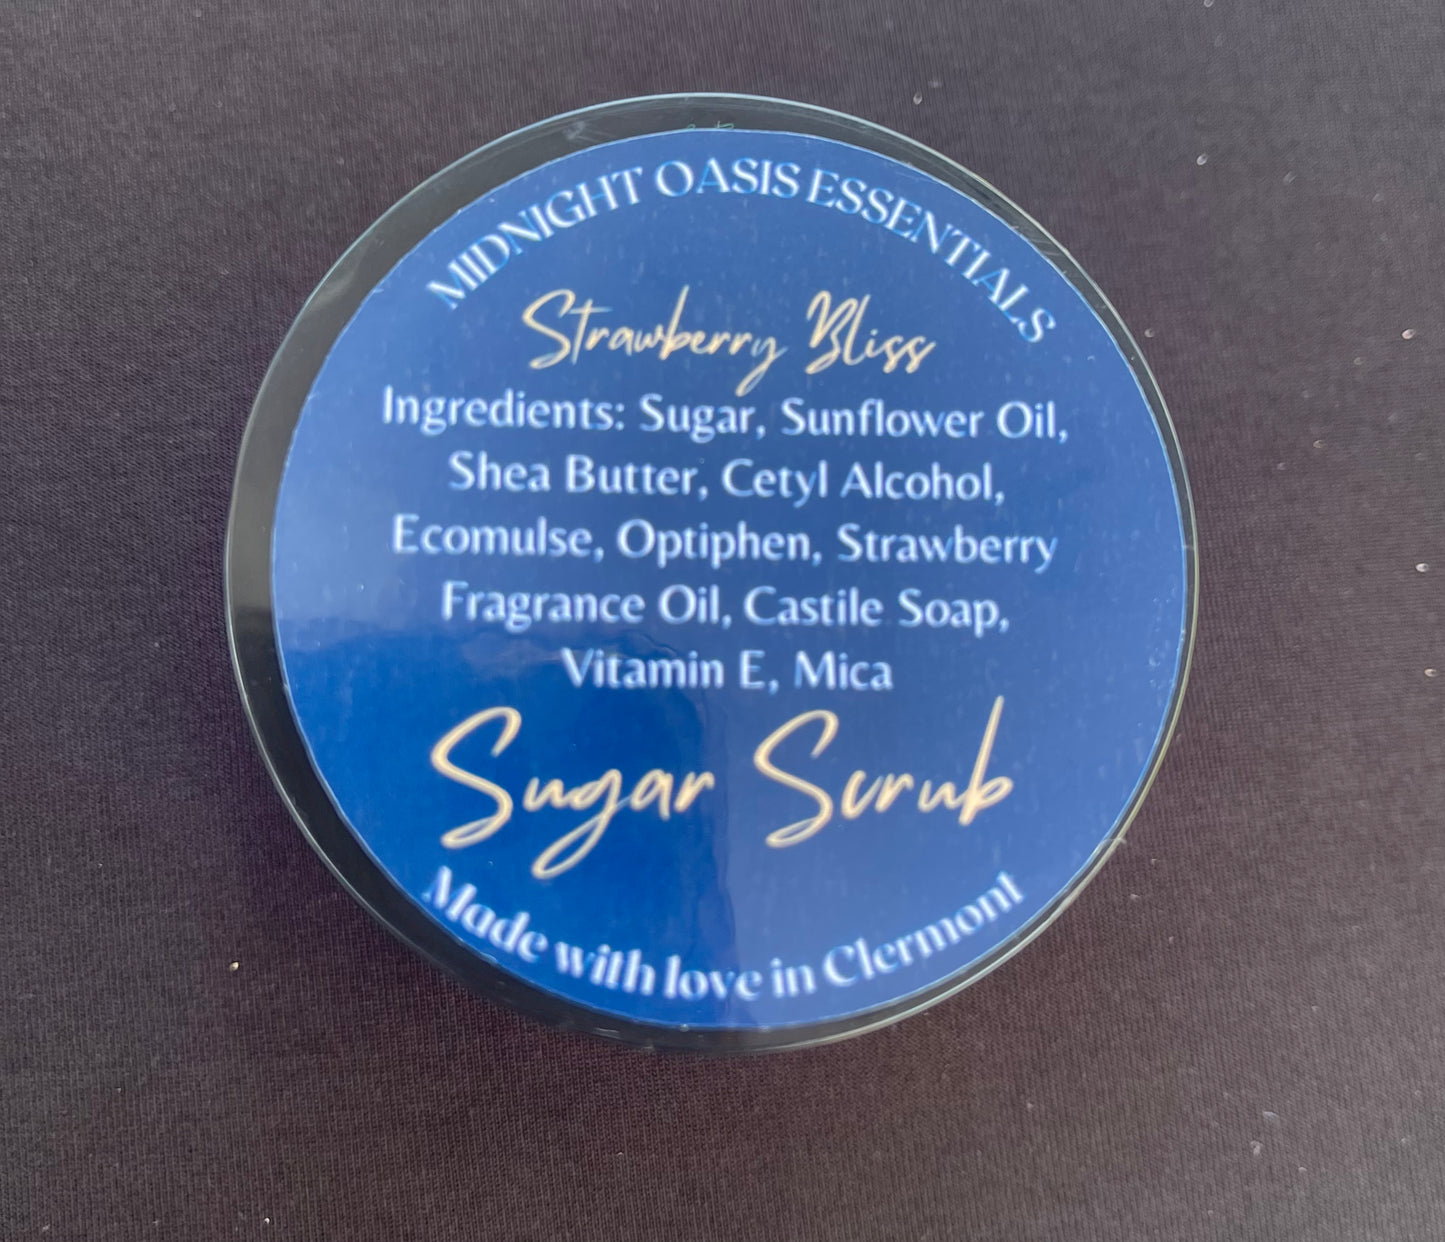 MIDNIGHT OASIS ESSENTIALS
Strawberry Bliss
Ingredients: Sugar, Sunflower Oil,
Shea Butter, Cetyl Alcohol,
Ecomulse, Optiphen, Strawberry
Fragrance Oil, Castile Soap,
Vitamin E, Mica
Sugar Scrub
Made with love in Clermont